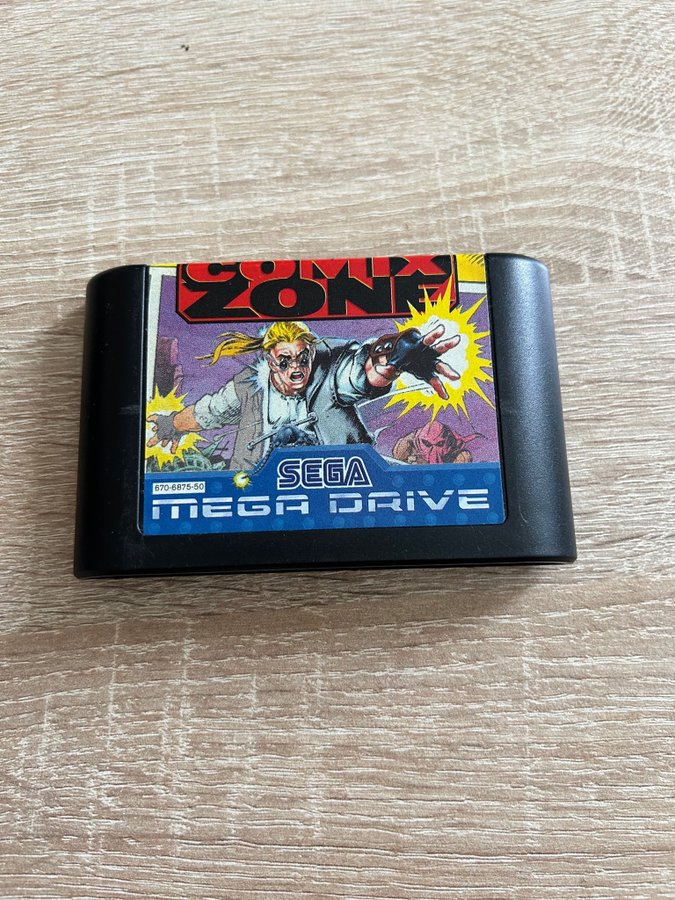 COMIX
ZONE
SEGA
670-6875-50
MEGA DRIVE